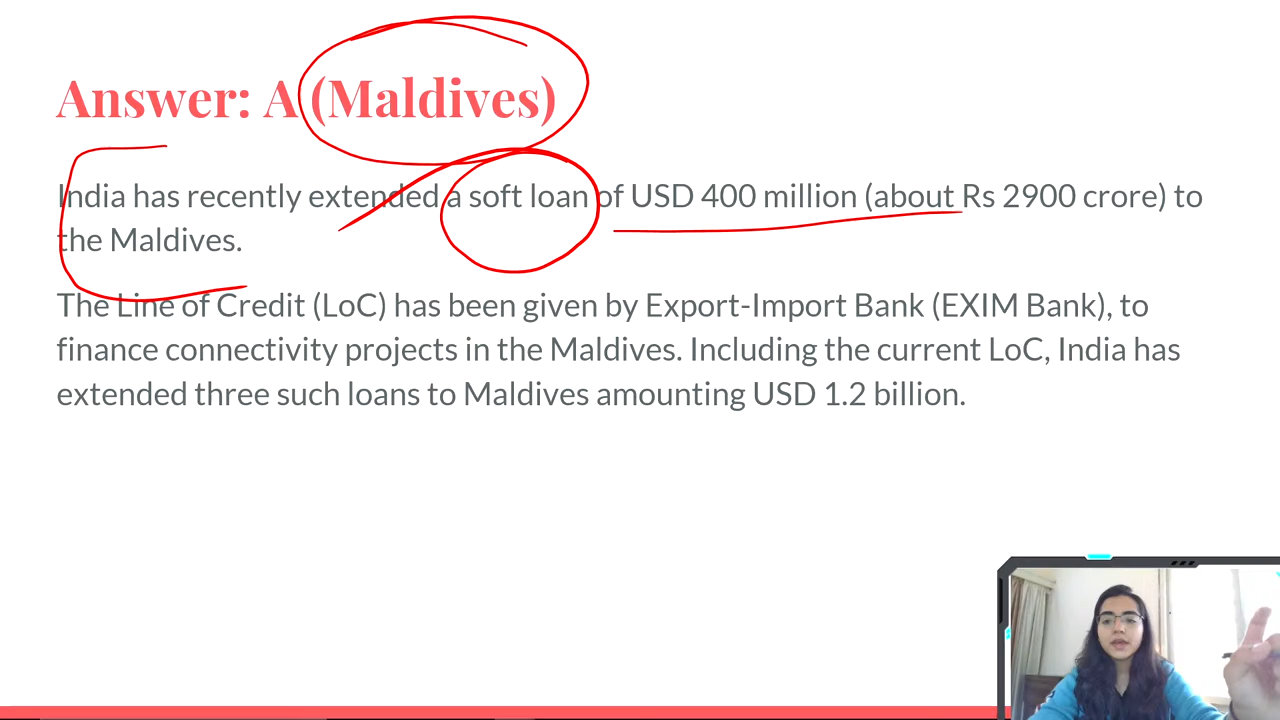 Answer: A (Maldives)
India has recently extended a soft loan of USD 400 million (about Rs 2900 crore) to
the Maldives.
The Line of Credit (LoC) has been given by Export-Import Bank (EXIM Bank), to
finance connectivity projects in the Maldives. Including the current LoC, India has
extended three such loans to Maldives amounting USD 1.2 billion.